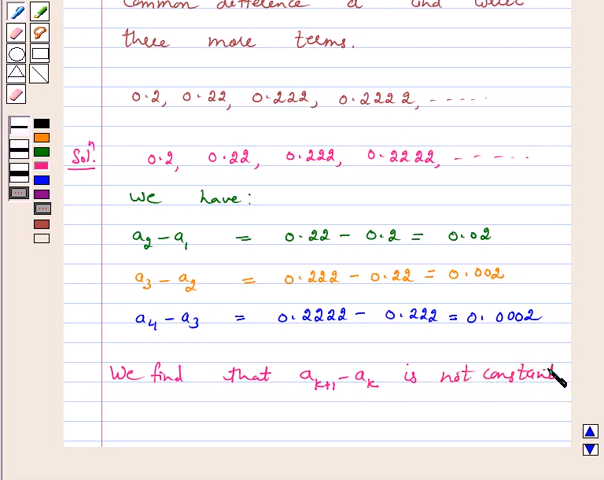 common difference d and write
three more terms.
0.2, 0.22, 0.222, 0.2222, -----
Solⁿ. 0.2, 0.22, 0.222, 0.2222, -----
We have:
a₂ - a₁ = 0.22 - 0.2 = 0.02
a₃ - a₂ = 0.222 - 0.22 = 0.002
a₄ - a₃ = 0.2222 - 0.222 = 0.0002
We find that aₖ₊₁ - aₖ is not constant